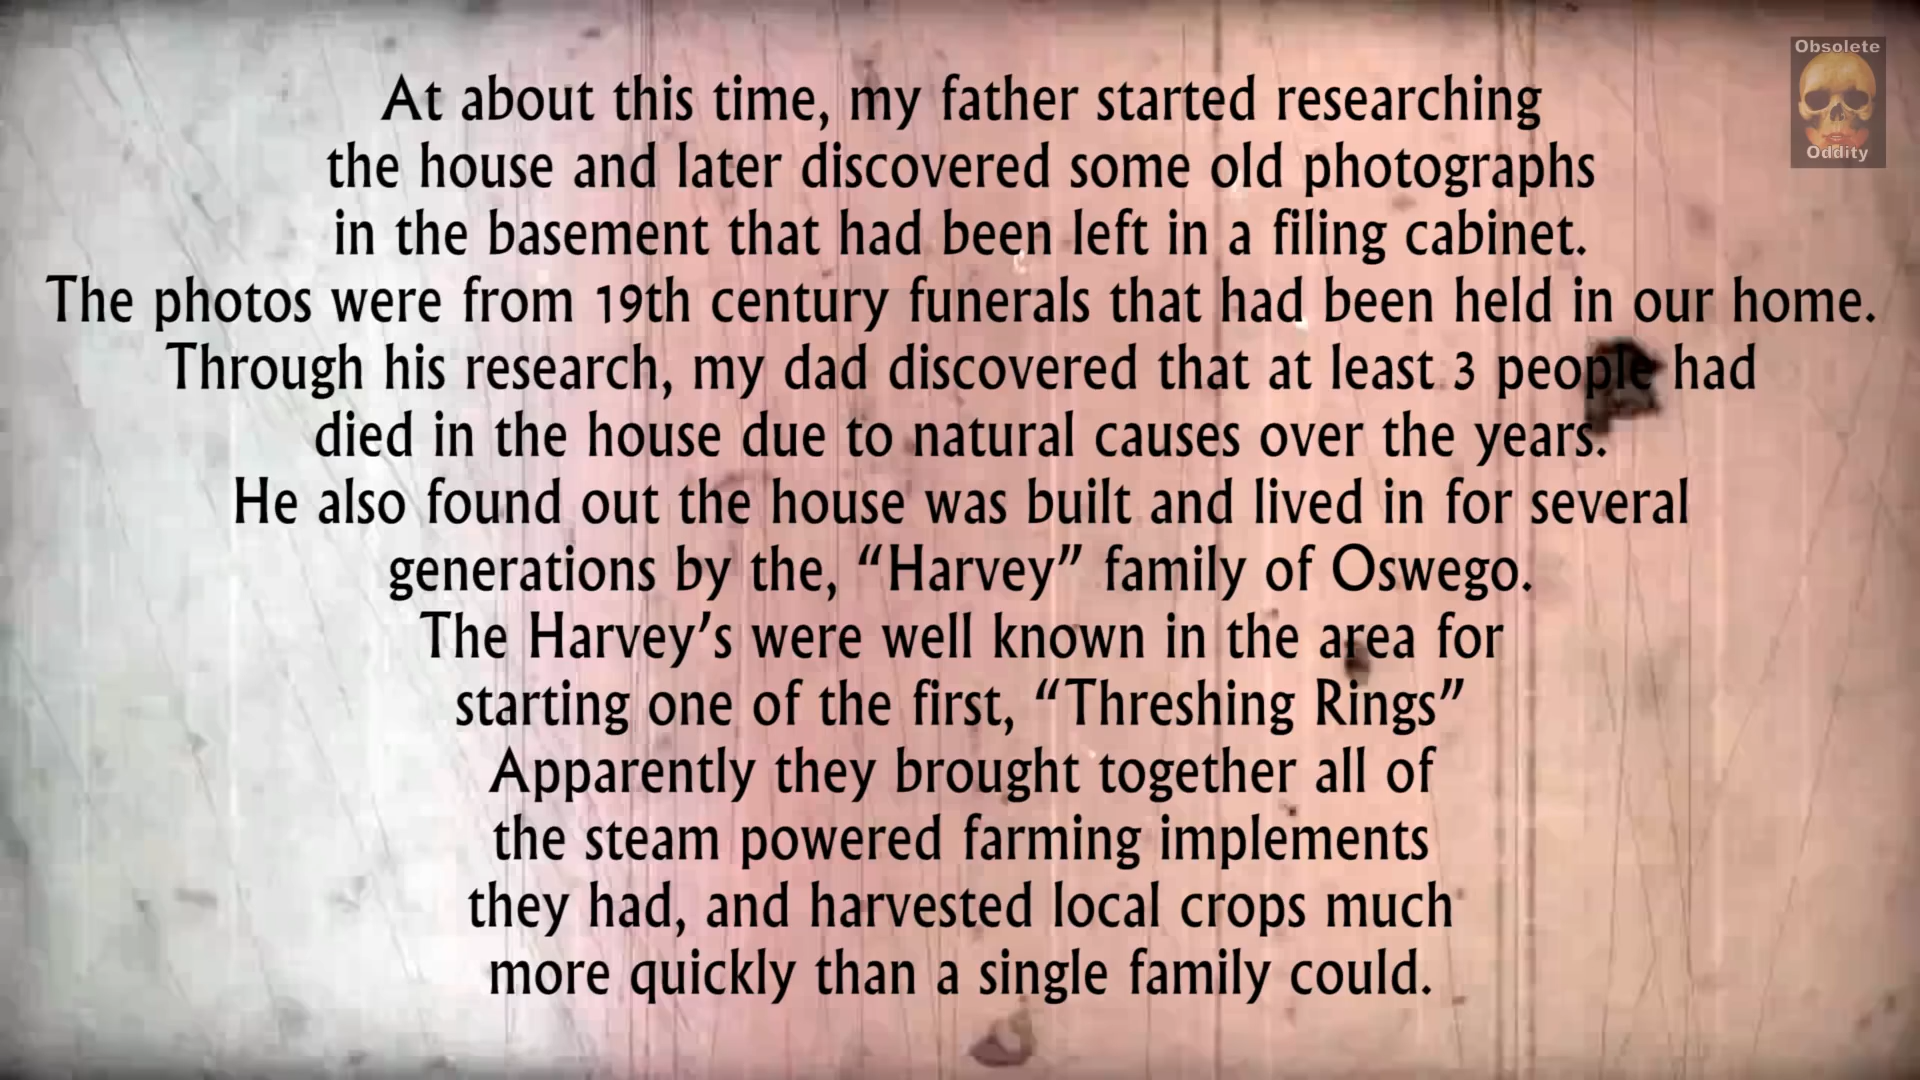 Obsolete
Oddity
At about this time, my father started researching
the house and later discovered some old photographs
in the basement that had been left in a filing cabinet.
The photos were from 19th century funerals that had been held in our home.
Through his research, my dad discovered that at least 3 people had
died in the house due to natural causes over the years.
He also found out the house was built and lived in for several
generations by the, “Harvey” family of Oswego.
The Harvey’s were well known in the area for
starting one of the first, “Threshing Rings”
Apparently they brought together all of
the steam powered farming implements
they had, and harvested local crops much
more quickly than a single family could.